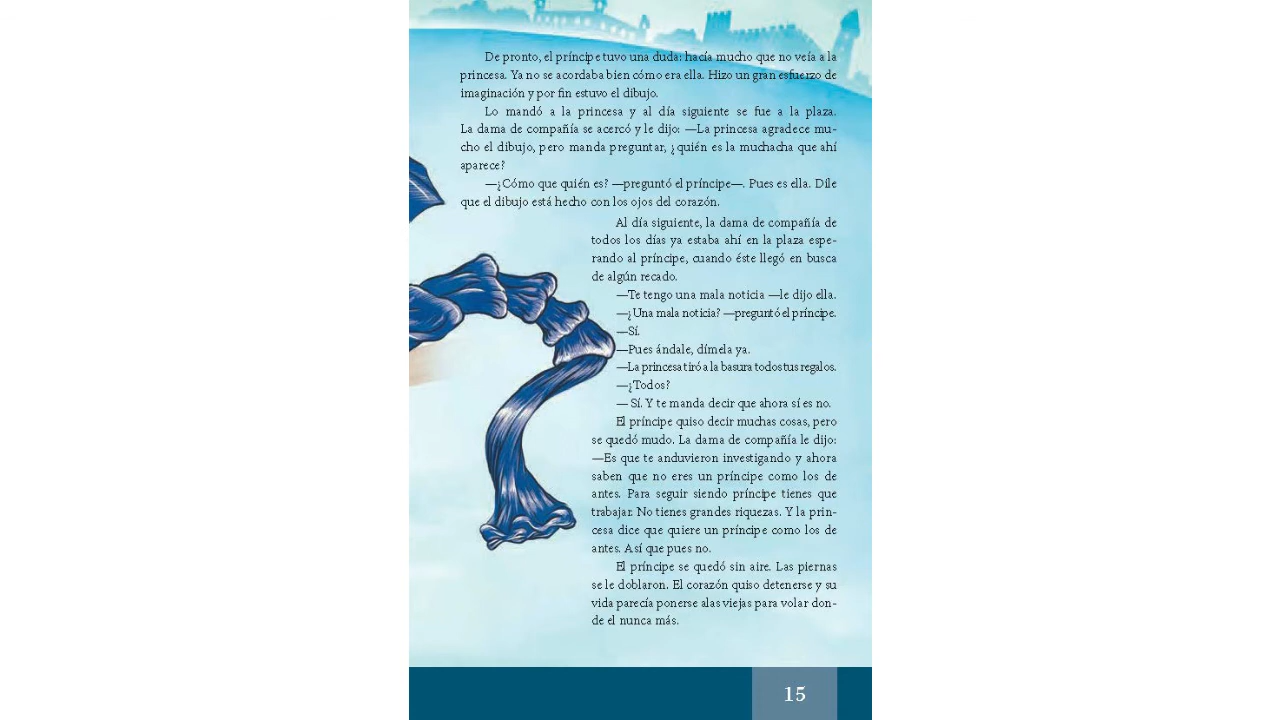 De pronto, el príncipe tuvo una duda: hacía mucho que no veía a la
princesa. Ya no se acordaba bien cómo era ella. Hizo un gran esfuerzo de
imaginación y por fin estuvo el dibujo.
Lo mandó a la princesa y al día siguiente se fue a la plaza.
La dama de compañía se acercó y le dijo: —La princesa agradece mu-
cho el dibujo, pero manda preguntar, ¿quién es la muchacha que ahí
aparece?
—¿Cómo que quién es? —preguntó el príncipe—. Pues es ella. Dile
que el dibujo está hecho con los ojos del corazón.
Al día siguiente, la dama de compañía de
todos los días ya estaba ahí en la plaza espe-
rando al príncipe, cuando éste llegó en busca
de algún recado.
—Te tengo una mala noticia —le dijo ella.
—¿Una mala noticia? —preguntó el príncipe.
—Sí.
—Pues ándale, dímela ya.
—La princesa tiró a la basura todos tus regalos.
—¿Todos?
— Sí. Y te manda decir que ahora sí es no.
El príncipe quiso decir muchas cosas, pero
se quedó mudo. La dama de compañía le dijo:
—Es que te anduvieron investigando y ahora
saben que no eres un príncipe como los de
antes. Para seguir siendo príncipe tienes que
trabajar. No tienes grandes riquezas. Y la prin-
cesa dice que quiere un príncipe como los de
antes. Así que pues no.
El príncipe se quedó sin aire. Las piernas
se le doblaron. El corazón quiso detenerse y su
vida parecía ponerse alas viejas para volar don-
de el nunca más.
15